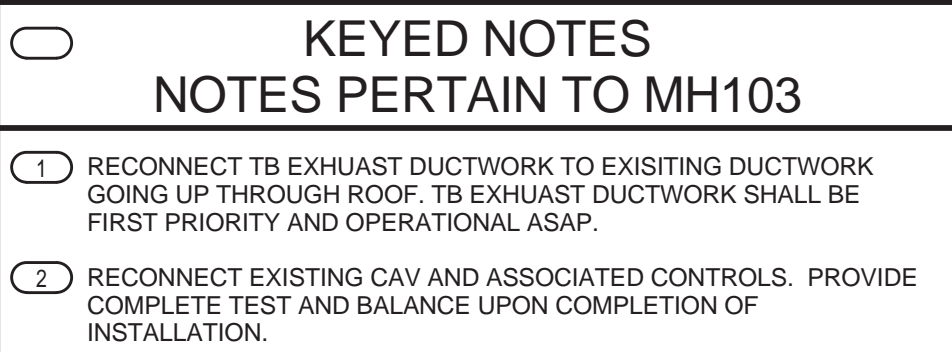 KEYED NOTES
NOTES PERTAIN TO MH103
1 RECONNECT TB EXHUAST DUCTWORK TO EXISITING DUCTWORK
GOING UP THROUGH ROOF. TB EXHUAST DUCTWORK SHALL BE
FIRST PRIORITY AND OPERATIONAL ASAP.
2 RECONNECT EXISTING CAV AND ASSOCIATED CONTROLS. PROVIDE
COMPLETE TEST AND BALANCE UPON COMPLETION OF
INSTALLATION.